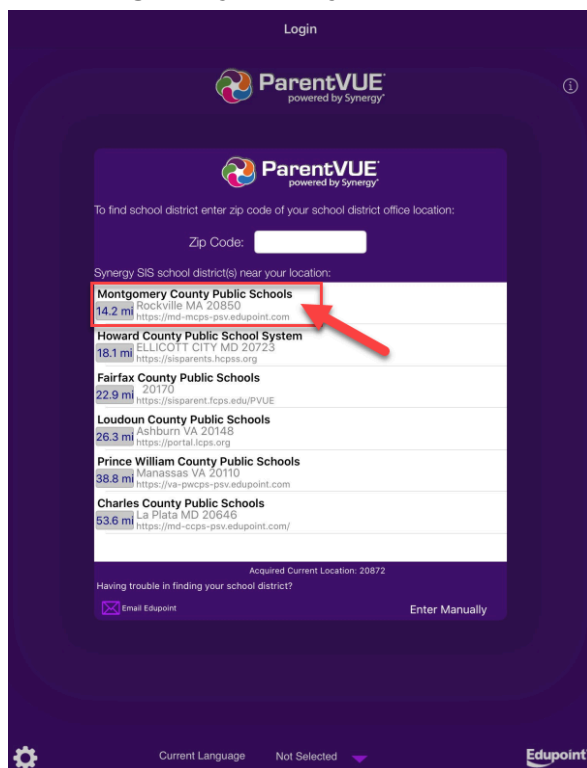 Login
ParentVUE
powered by Synergy
ParentVUE
powered by Synergy
To find school district enter zip code of your school district office location:
Zip Code:
Synergy SIS school district(s) near your location:
Montgomery County Public Schools
14.2 mi Rockville MA 20850
https://md-mcps-psv.edupoint.com
Howard County Public School System
18.1 mi ELLICOTT CITY MD 20723
https://sisparents.hcpss.org
Fairfax County Public Schools
22.9 mi 20170
https://sisparent.fcps.edu/PVUE
Loudoun County Public Schools
26.3 mi Ashburn VA 20148
https://portal.lcps.org
Prince William County Public Schools
38.8 mi Manassas VA 20110
https://va-pwcps-psv.edupoint.com
Charles County Public Schools
53.6 mi La Plata MD 20646
https://md-ccps-psv.edupoint.com/
Acquired Current Location: 20872
Having trouble in finding your school district?
Email Edupoint Enter Manually
Current Language Not Selected Edupoint